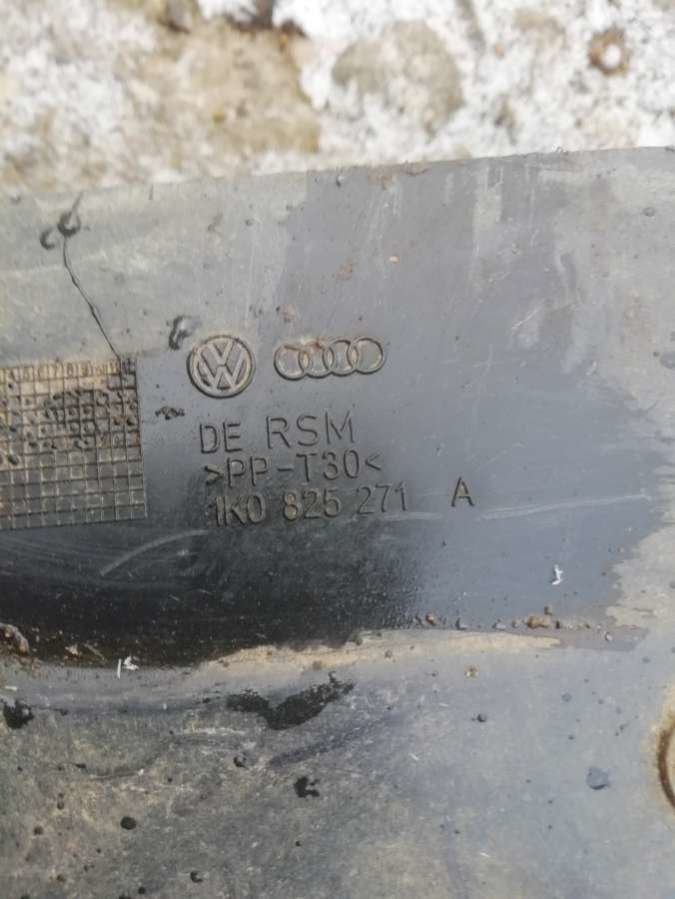 DE RSM
>PP-T30<
1K0 825 271 A